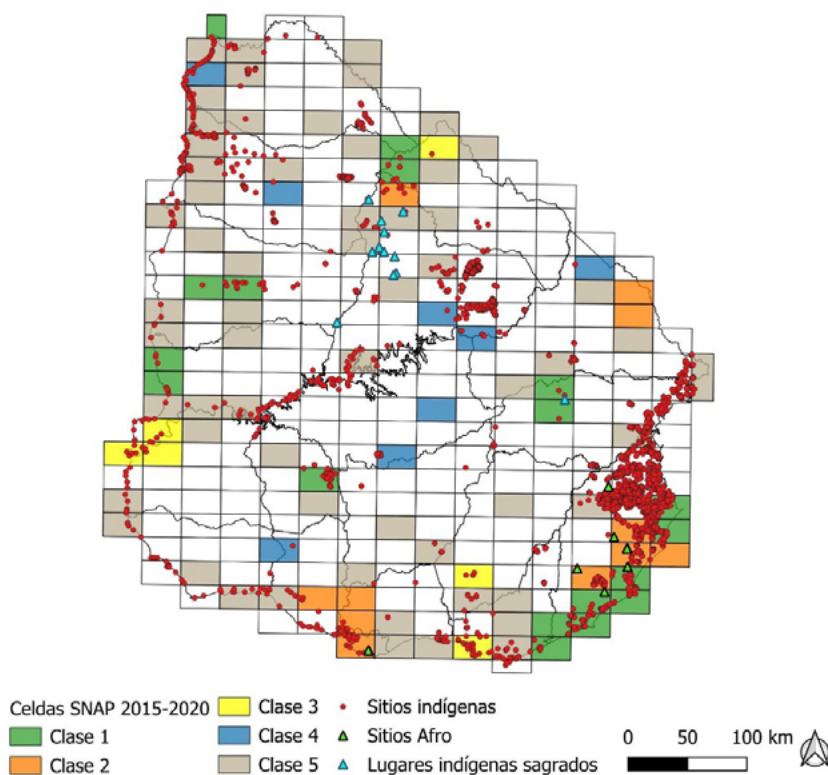 Celdas SNAP 2015-2020
Clase 1
Clase 2
Clase 3
Clase 4
Clase 5
Sitios indígenas
Sitios Afro
Lugares indígenas sagrados
0 50 100 km